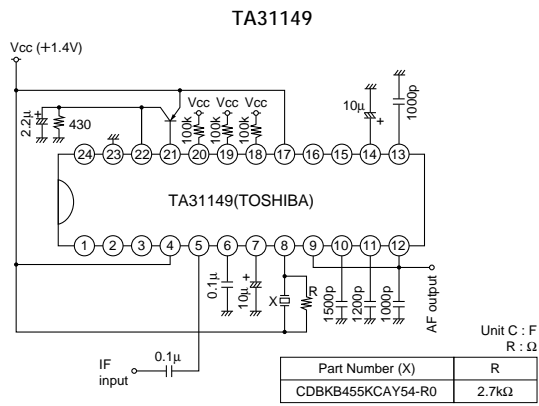 TA31149
Vcc (+1.4V)
2.2μ
+
430
Vcc Vcc Vcc
100k 100k 100k
10μ
+
1000p
24 23 22 21 20 19 18 17 16 15 14 13
TA31149(TOSHIBA)
1 2 3 4 5 6 7 8 9 10 11 12
0.1μ
10μ
+
X
R
1500p
1200p
1000p
AF output
IF
input
0.1μ
Unit C : F
R : Ω
Part Number (X) R
CDBKB455KCAY54-R0 2.7kΩ